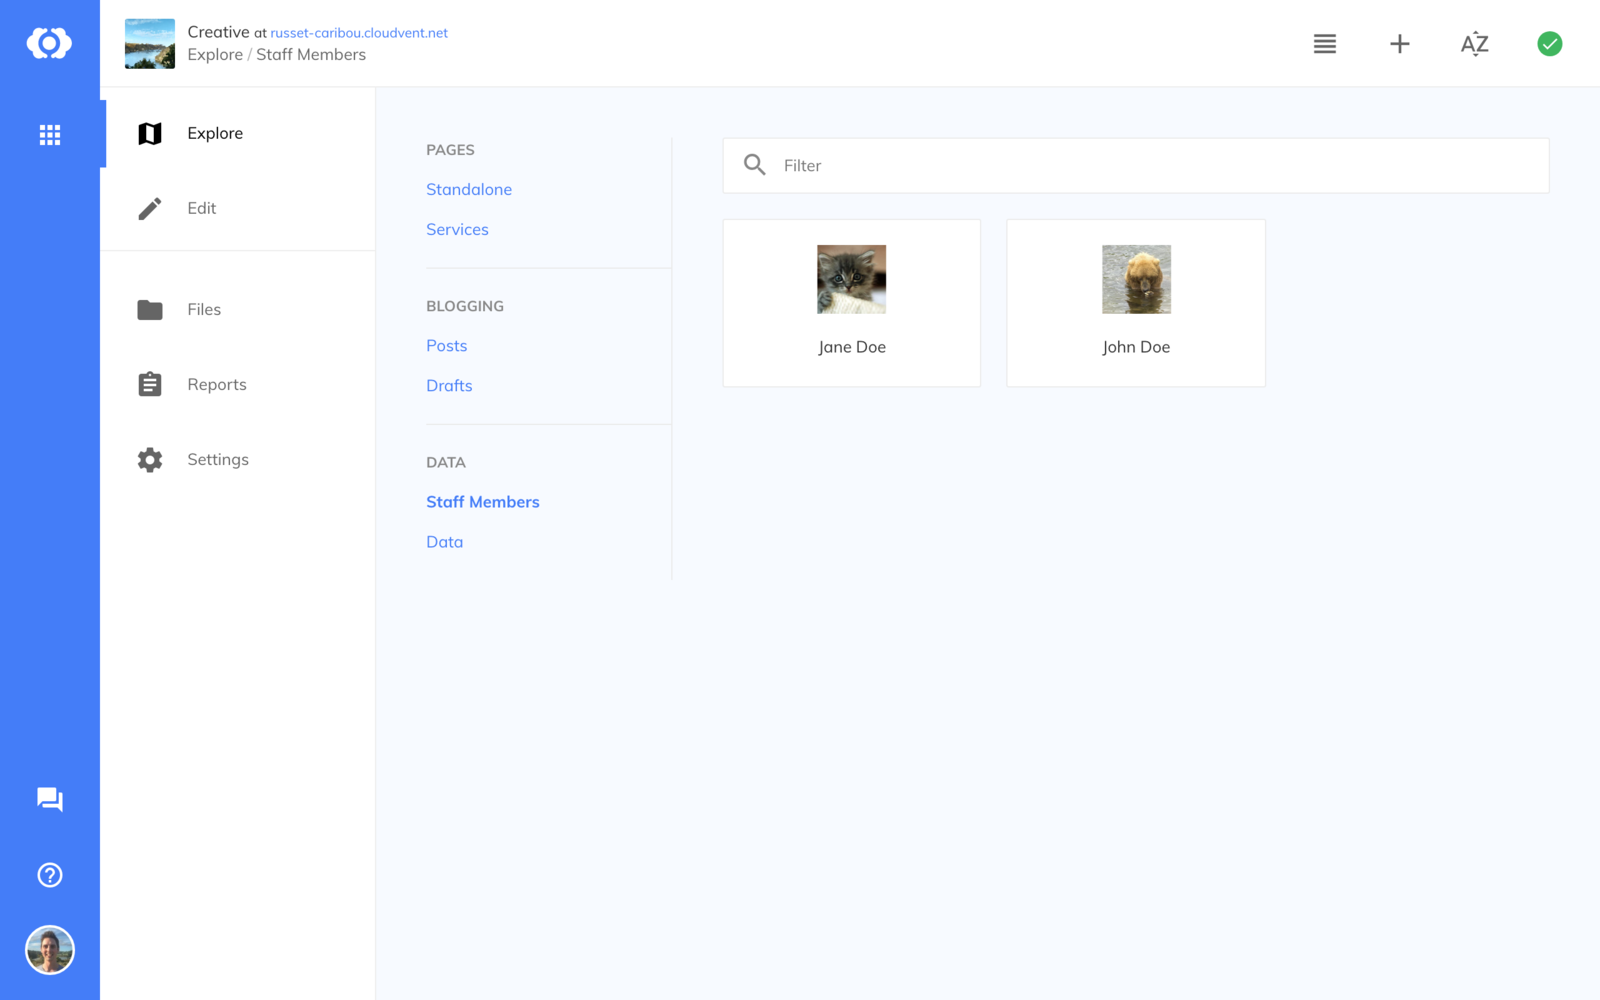 Creative at russet-caribou.cloudvent.net
Explore / Staff Members
AZ
Explore
Edit
Files
Reports
Settings
PAGES
Standalone
Services
BLOGGING
Posts
Drafts
DATA
Staff Members
Data
Filter
Jane Doe
John Doe